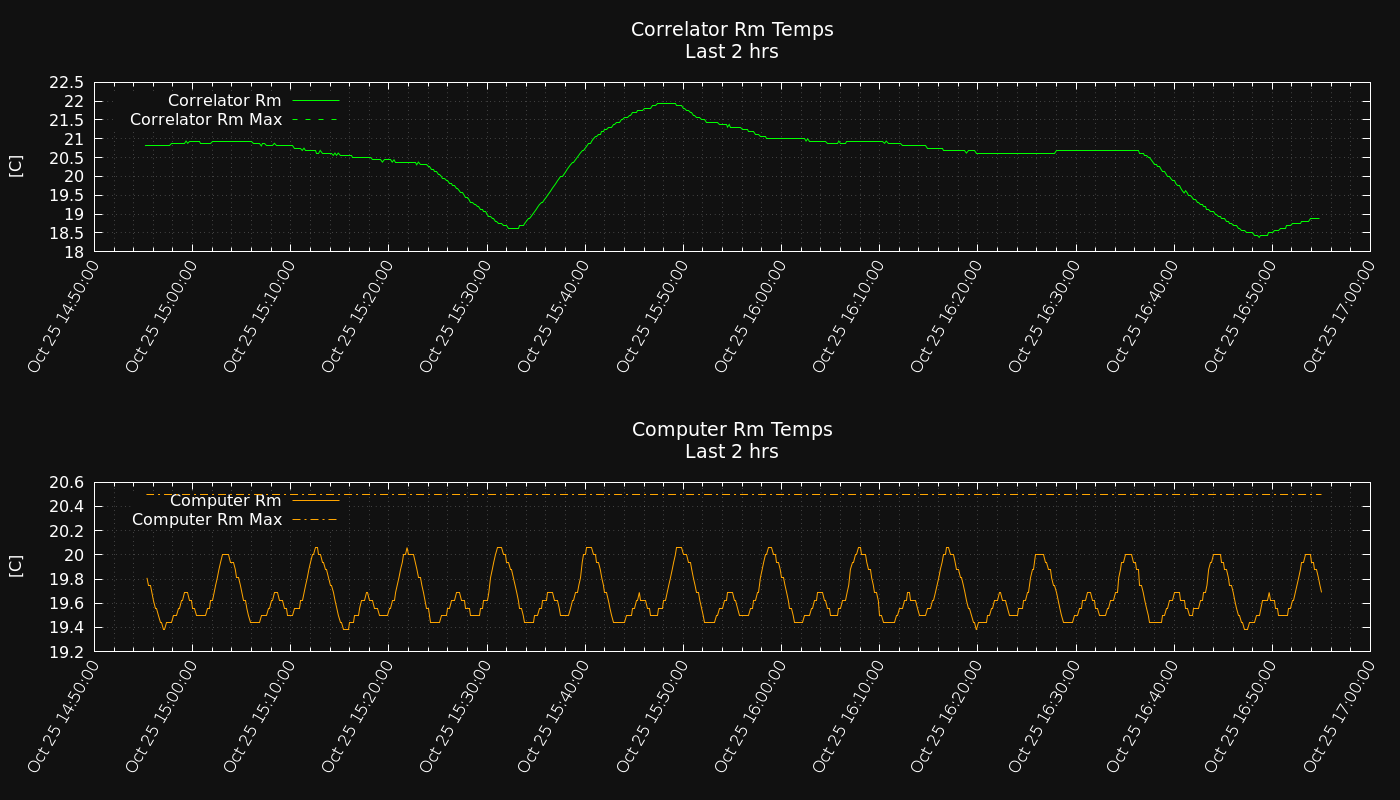 Correlator Rm Temps
Last 2 hrs
22.5
22
21.5
21
20.5
20
19.5
19
18.5
18
[C]
Correlator Rm
Correlator Rm Max
Oct 25 14:50:00
Oct 25 15:00:00
Oct 25 15:10:00
Oct 25 15:20:00
Oct 25 15:30:00
Oct 25 15:40:00
Oct 25 15:50:00
Oct 25 16:00:00
Oct 25 16:10:00
Oct 25 16:20:00
Oct 25 16:30:00
Oct 25 16:40:00
Oct 25 16:50:00
Oct 25 17:00:00
Computer Rm Temps
Last 2 hrs
20.6
20.4
20.2
20
19.8
19.6
19.4
19.2
[C]
Computer Rm
Computer Rm Max
Oct 25 14:50:00
Oct 25 15:00:00
Oct 25 15:10:00
Oct 25 15:20:00
Oct 25 15:30:00
Oct 25 15:40:00
Oct 25 15:50:00
Oct 25 16:00:00
Oct 25 16:10:00
Oct 25 16:20:00
Oct 25 16:30:00
Oct 25 16:40:00
Oct 25 16:50:00
Oct 25 17:00:00